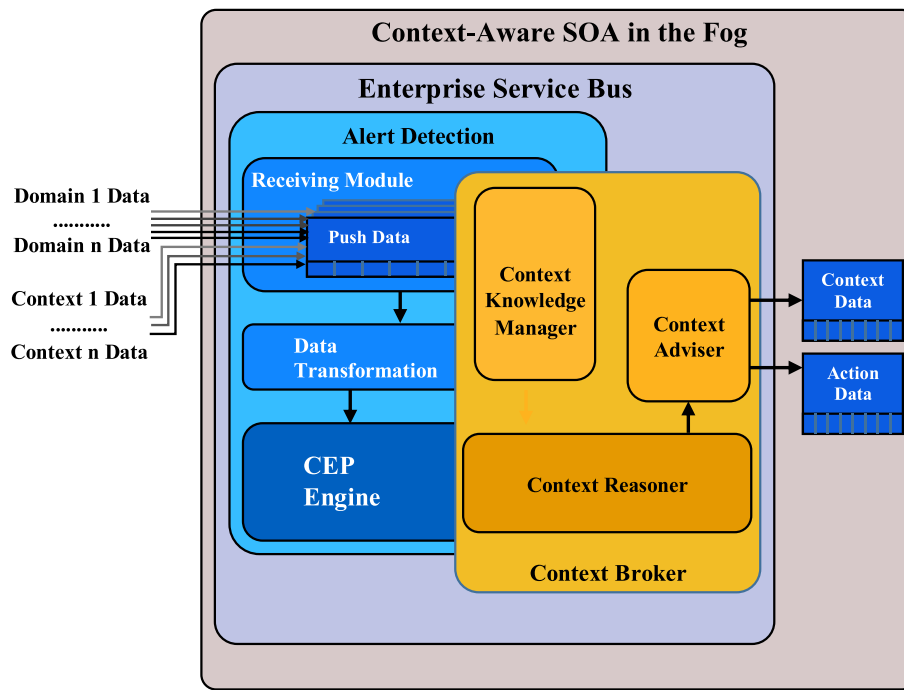 Context-Aware SOA in the Fog
Enterprise Service Bus
Alert Detection
Receiving Module
Domain 1 Data
............
Domain n Data
Push Data
Context 1 Data
...........
Context n Data
Context
Knowledge
Manager
Context
Adviser
Context
Data
Data
Transformation
Action
Data
CEP
Engine
Context Reasoner
Context Broker